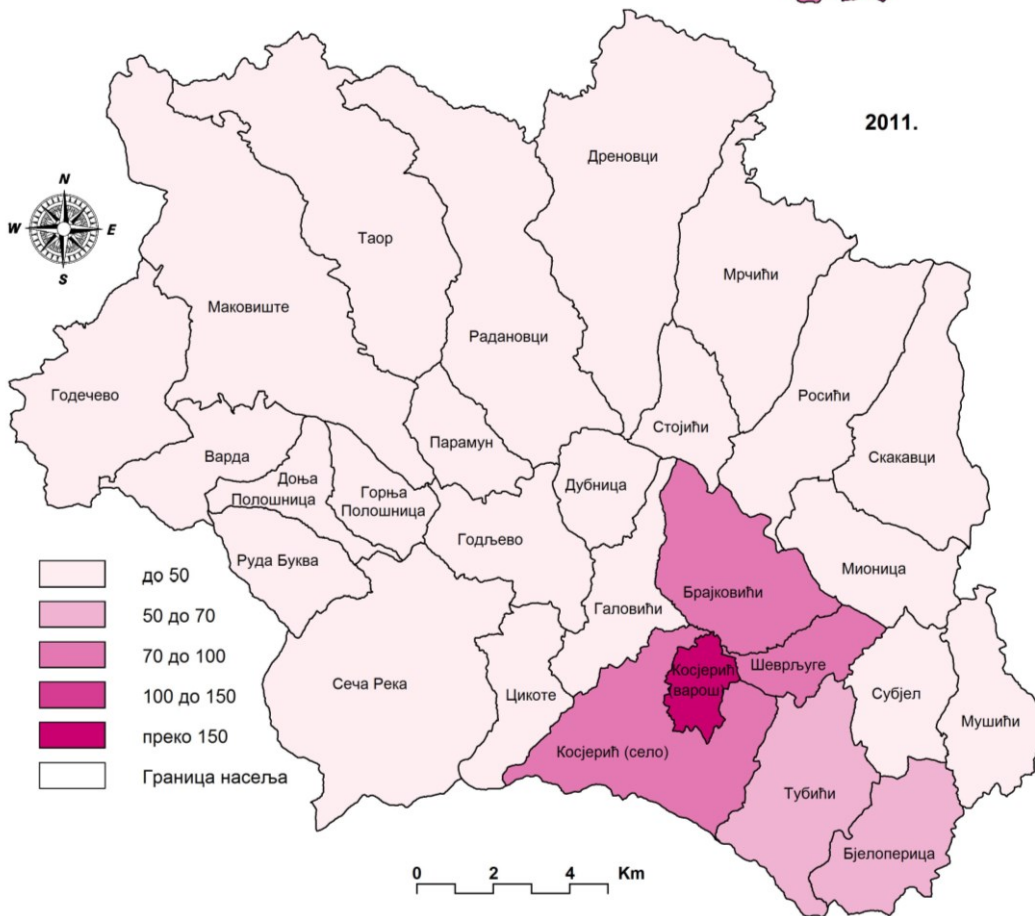 2011.
Дреновци
N
W
E
S
Таор
Мрчићи
Маковиште
Радановци
Годечево
Росићи
Стојићи
Парамун
Варда
Скакавци
Доња
Полошница
Горња
Полошница
Дубница
Годљево
Руда Буква
Мионица
до 50
50 до 70
70 до 100
100 до 150
преко 150
Граница насеља
Брајковићи
Галовићи
Шеврљуге
Косјерић
(варош)
Сеча Река
Цикоте
Субјел
Мушићи
Косјерић (село)
Тубићи
Бјелоперица
0 2 4 Km